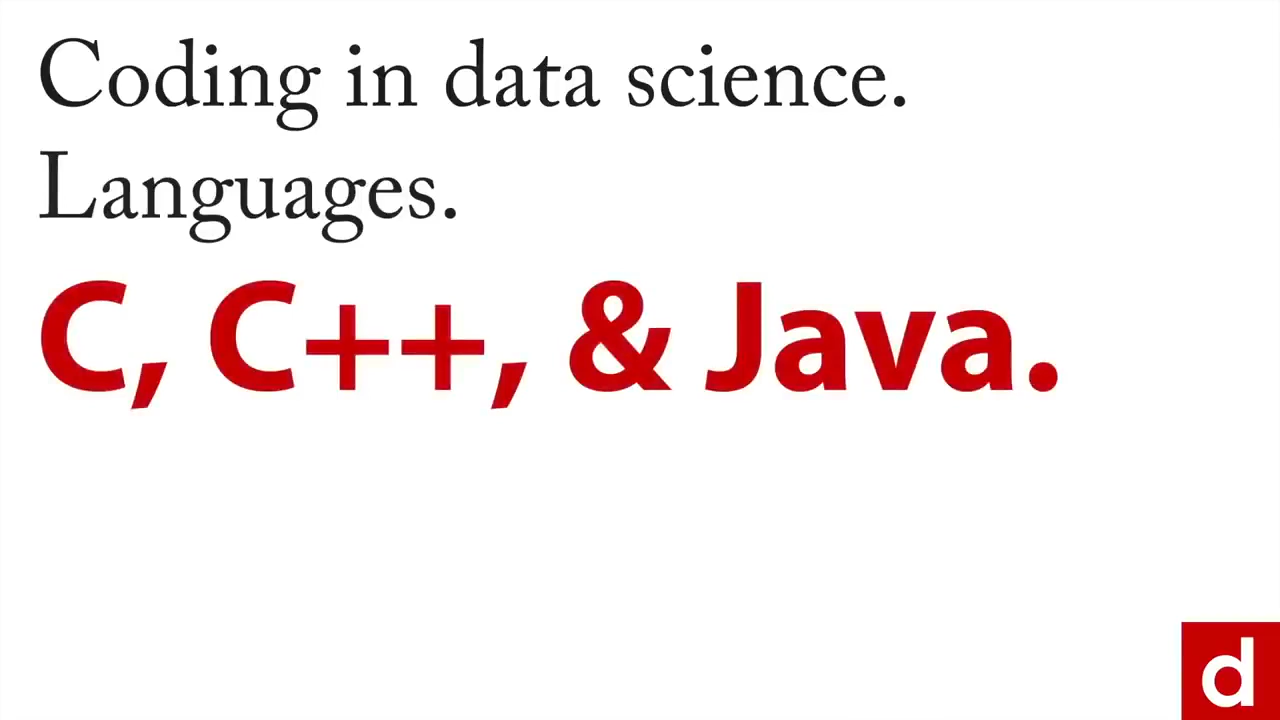 Coding in data science.
Languages.
C, C++, & Java.
d